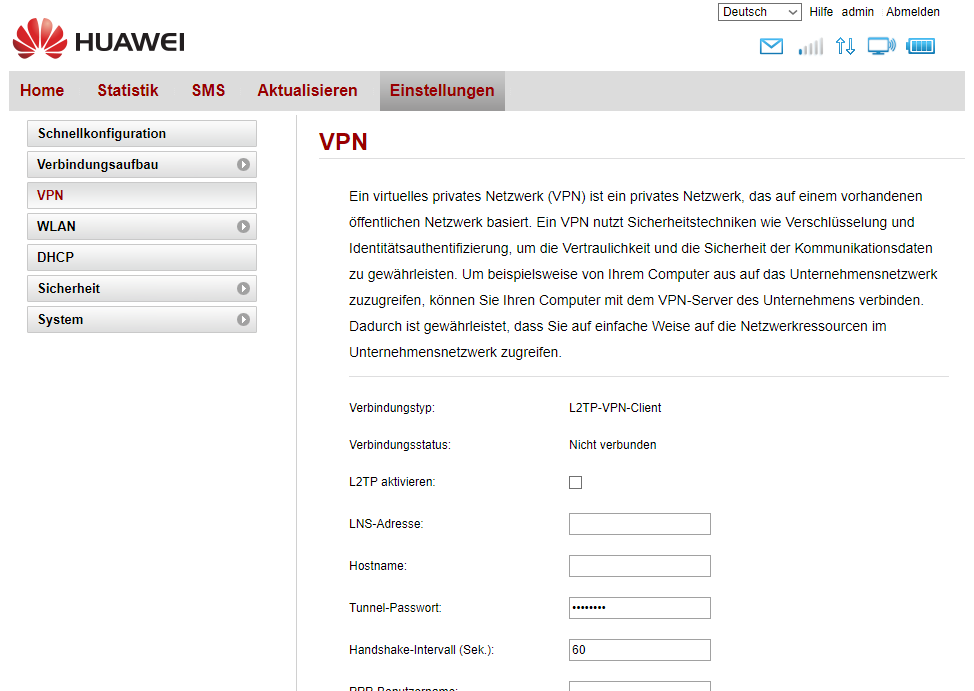 Deutsch Hilfe admin Abmelden
HUAWEI
Home Statistik SMS Aktualisieren Einstellungen
Schnellkonfiguration
Verbindungsaufbau
VPN
WLAN
DHCP
Sicherheit
System
VPN
Ein virtuelles privates Netzwerk (VPN) ist ein privates Netzwerk, das auf einem vorhandenen
öffentlichen Netzwerk basiert. Ein VPN nutzt Sicherheitstechniken wie Verschlüsselung und
Identitätsauthentifizierung, um die Vertraulichkeit und die Sicherheit der Kommunikationsdaten
zu gewährleisten. Um beispielsweise von Ihrem Computer aus auf das Unternehmensnetzwerk
zuzugreifen, können Sie Ihren Computer mit dem VPN-Server des Unternehmens verbinden.
Dadurch ist gewährleistet, dass Sie auf einfache Weise auf die Netzwerkressourcen im
Unternehmensnetzwerk zugreifen.
Verbindungstyp: L2TP-VPN-Client
Verbindungsstatus: Nicht verbunden
L2TP aktivieren:
LNS-Adresse:
Hostname:
Tunnel-Passwort: ••••••••
Handshake-Intervall (Sek.): 60
PPP-Benutzername: